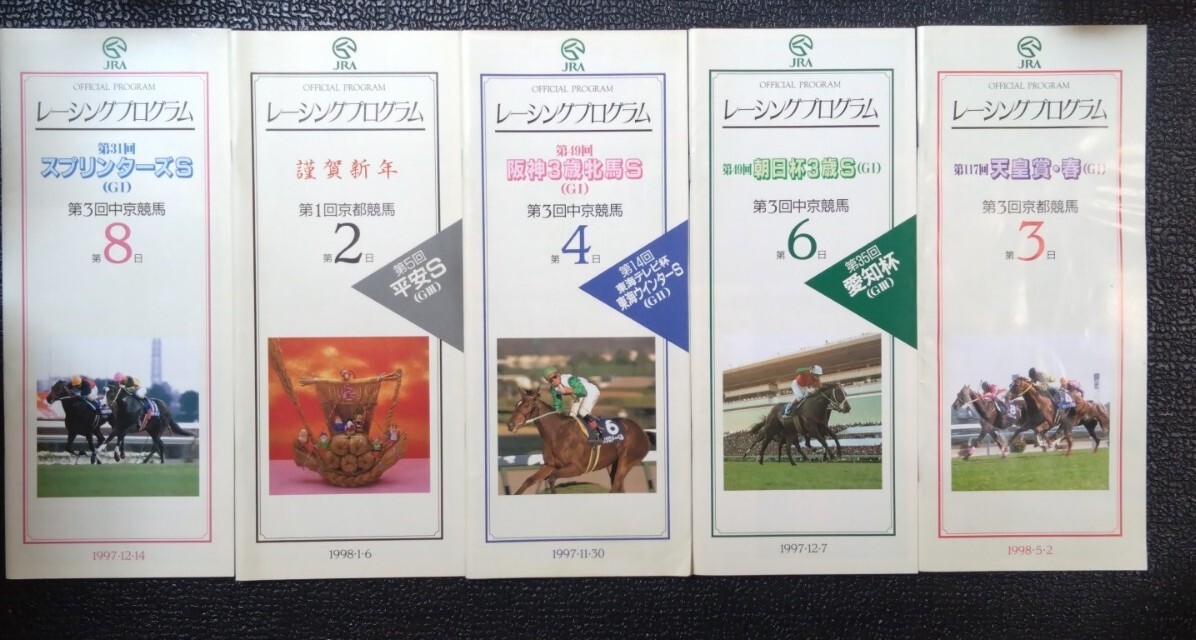 JRA
OFFICIAL PROGRAM
レーシングプログラム
第31回
スプリンターズS
(GI)
第3回中京競馬
第8日
1997・12・14
JRA
OFFICIAL PROGRAM
レーシングプログラム
謹賀新年
第1回京都競馬
第2日
第5回
平安S
(GIII)
1998・1・6
JRA
OFFICIAL PROGRAM
レーシングプログラム
第49回
阪神3歳牝馬S
(GI)
第3回中京競馬
第4日
第14回
東海テレビ杯
東海ウインターS
(GII)
6
1997・11・30
JRA
OFFICIAL PROGRAM
レーシングプログラム
第49回朝日杯3歳S(GI)
第3回中京競馬
第6日
第35回
愛知杯
(GIII)
1997・12・7
JRA
OFFICIAL PROGRAM
レーシングプログラム
第117回天皇賞・春(GI)
第3回京都競馬
第3日
1998・5・2